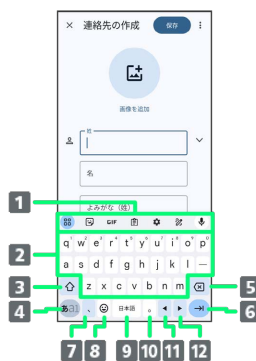 × 連絡先の作成 保存
画像を追加
姓
名
よみがな（姓）
1
GIF
2
q w e r t y u i o p
a s d f g h j k l ー
3
z x c v b n m
5
4
あa1
、 日本語 。
6
7 8 9 10 11 12